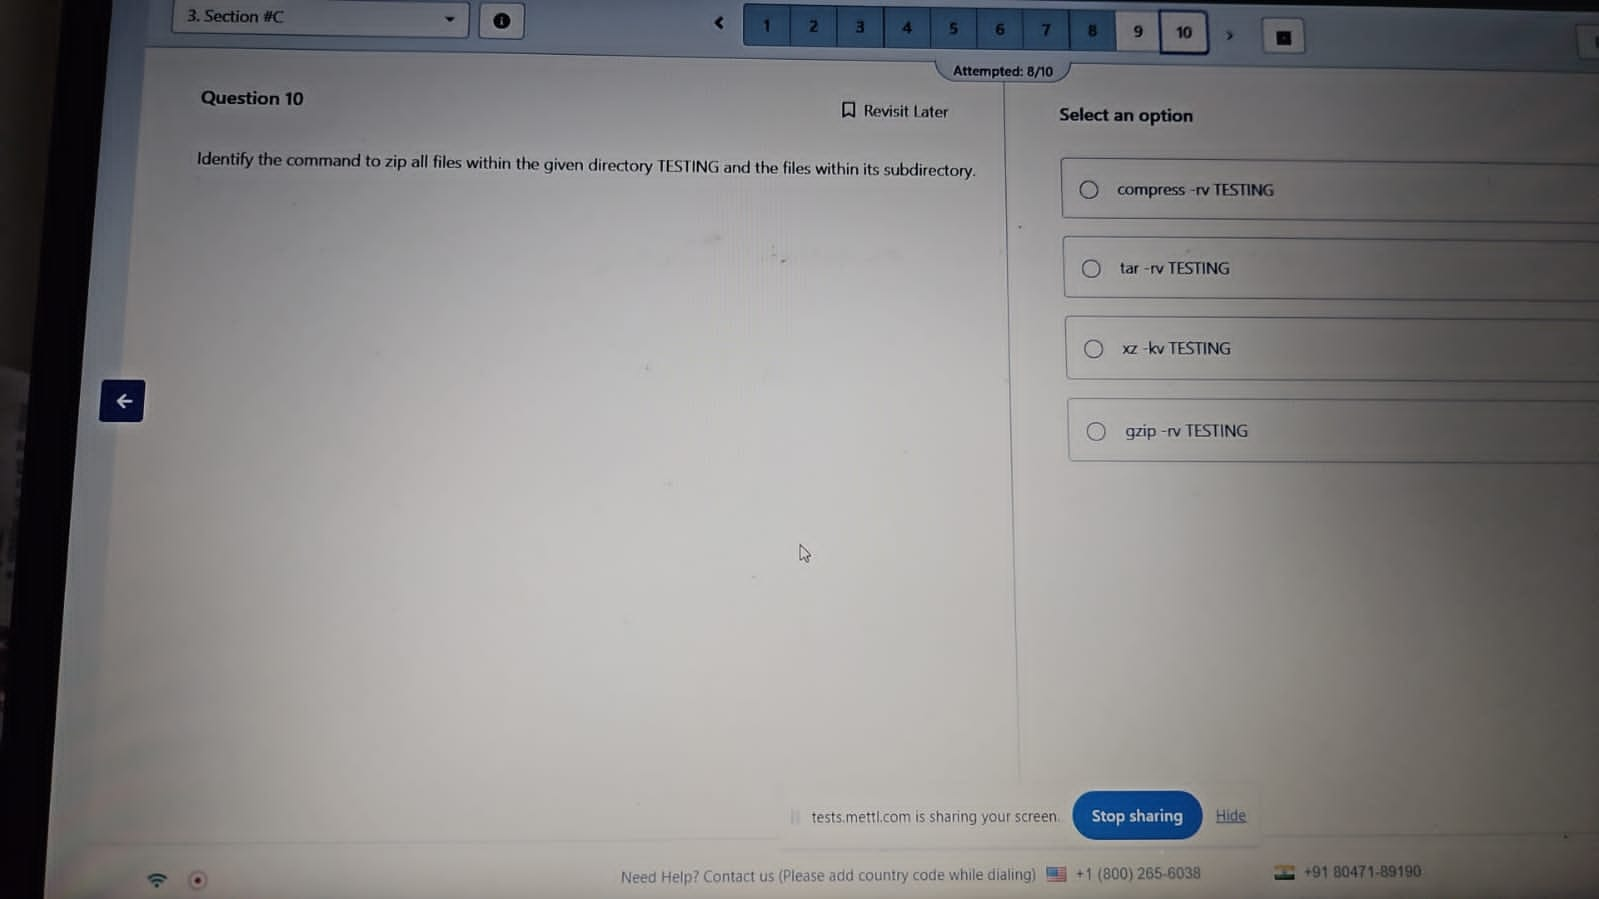 3. Section #C
1 2 3 4 5 6 7 8 9 10
Attempted: 8/10
Question 10
Revisit Later
Identify the command to zip all files within the given directory TESTING and the files within its subdirectory.
Select an option
compress -rv TESTING
tar -rv TESTING
xz -kv TESTING
gzip -rv TESTING
tests.mettl.com is sharing your screen.
Stop sharing
Hide
Need Help? Contact us (Please add country code while dialing)
+1 (800) 265-6038
+91 80471-89190